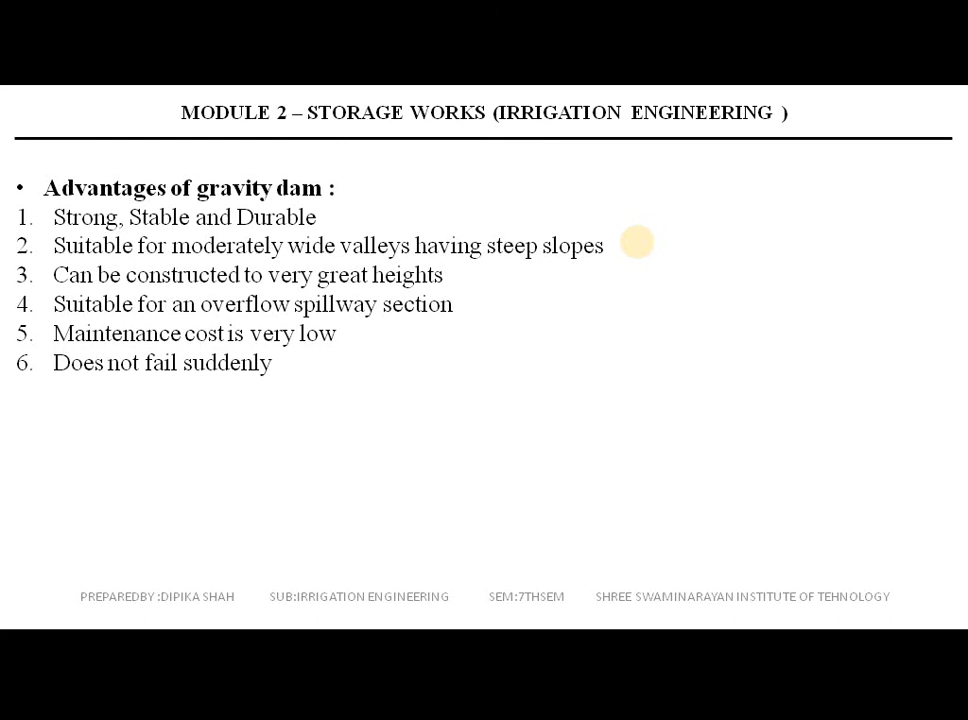 MODULE 2 – STORAGE WORKS (IRRIGATION ENGINEERING )
• Advantages of gravity dam :
1. Strong, Stable and Durable
2. Suitable for moderately wide valleys having steep slopes
3. Can be constructed to very great heights
4. Suitable for an overflow spillway section
5. Maintenance cost is very low
6. Does not fail suddenly
PREPAREDBY :DIPIKA SHAH SUB:IRRIGATION ENGINEERING SEM:7THSEM SHREE SWAMINARAYAN INSTITUTE OF TEHNOLOGY